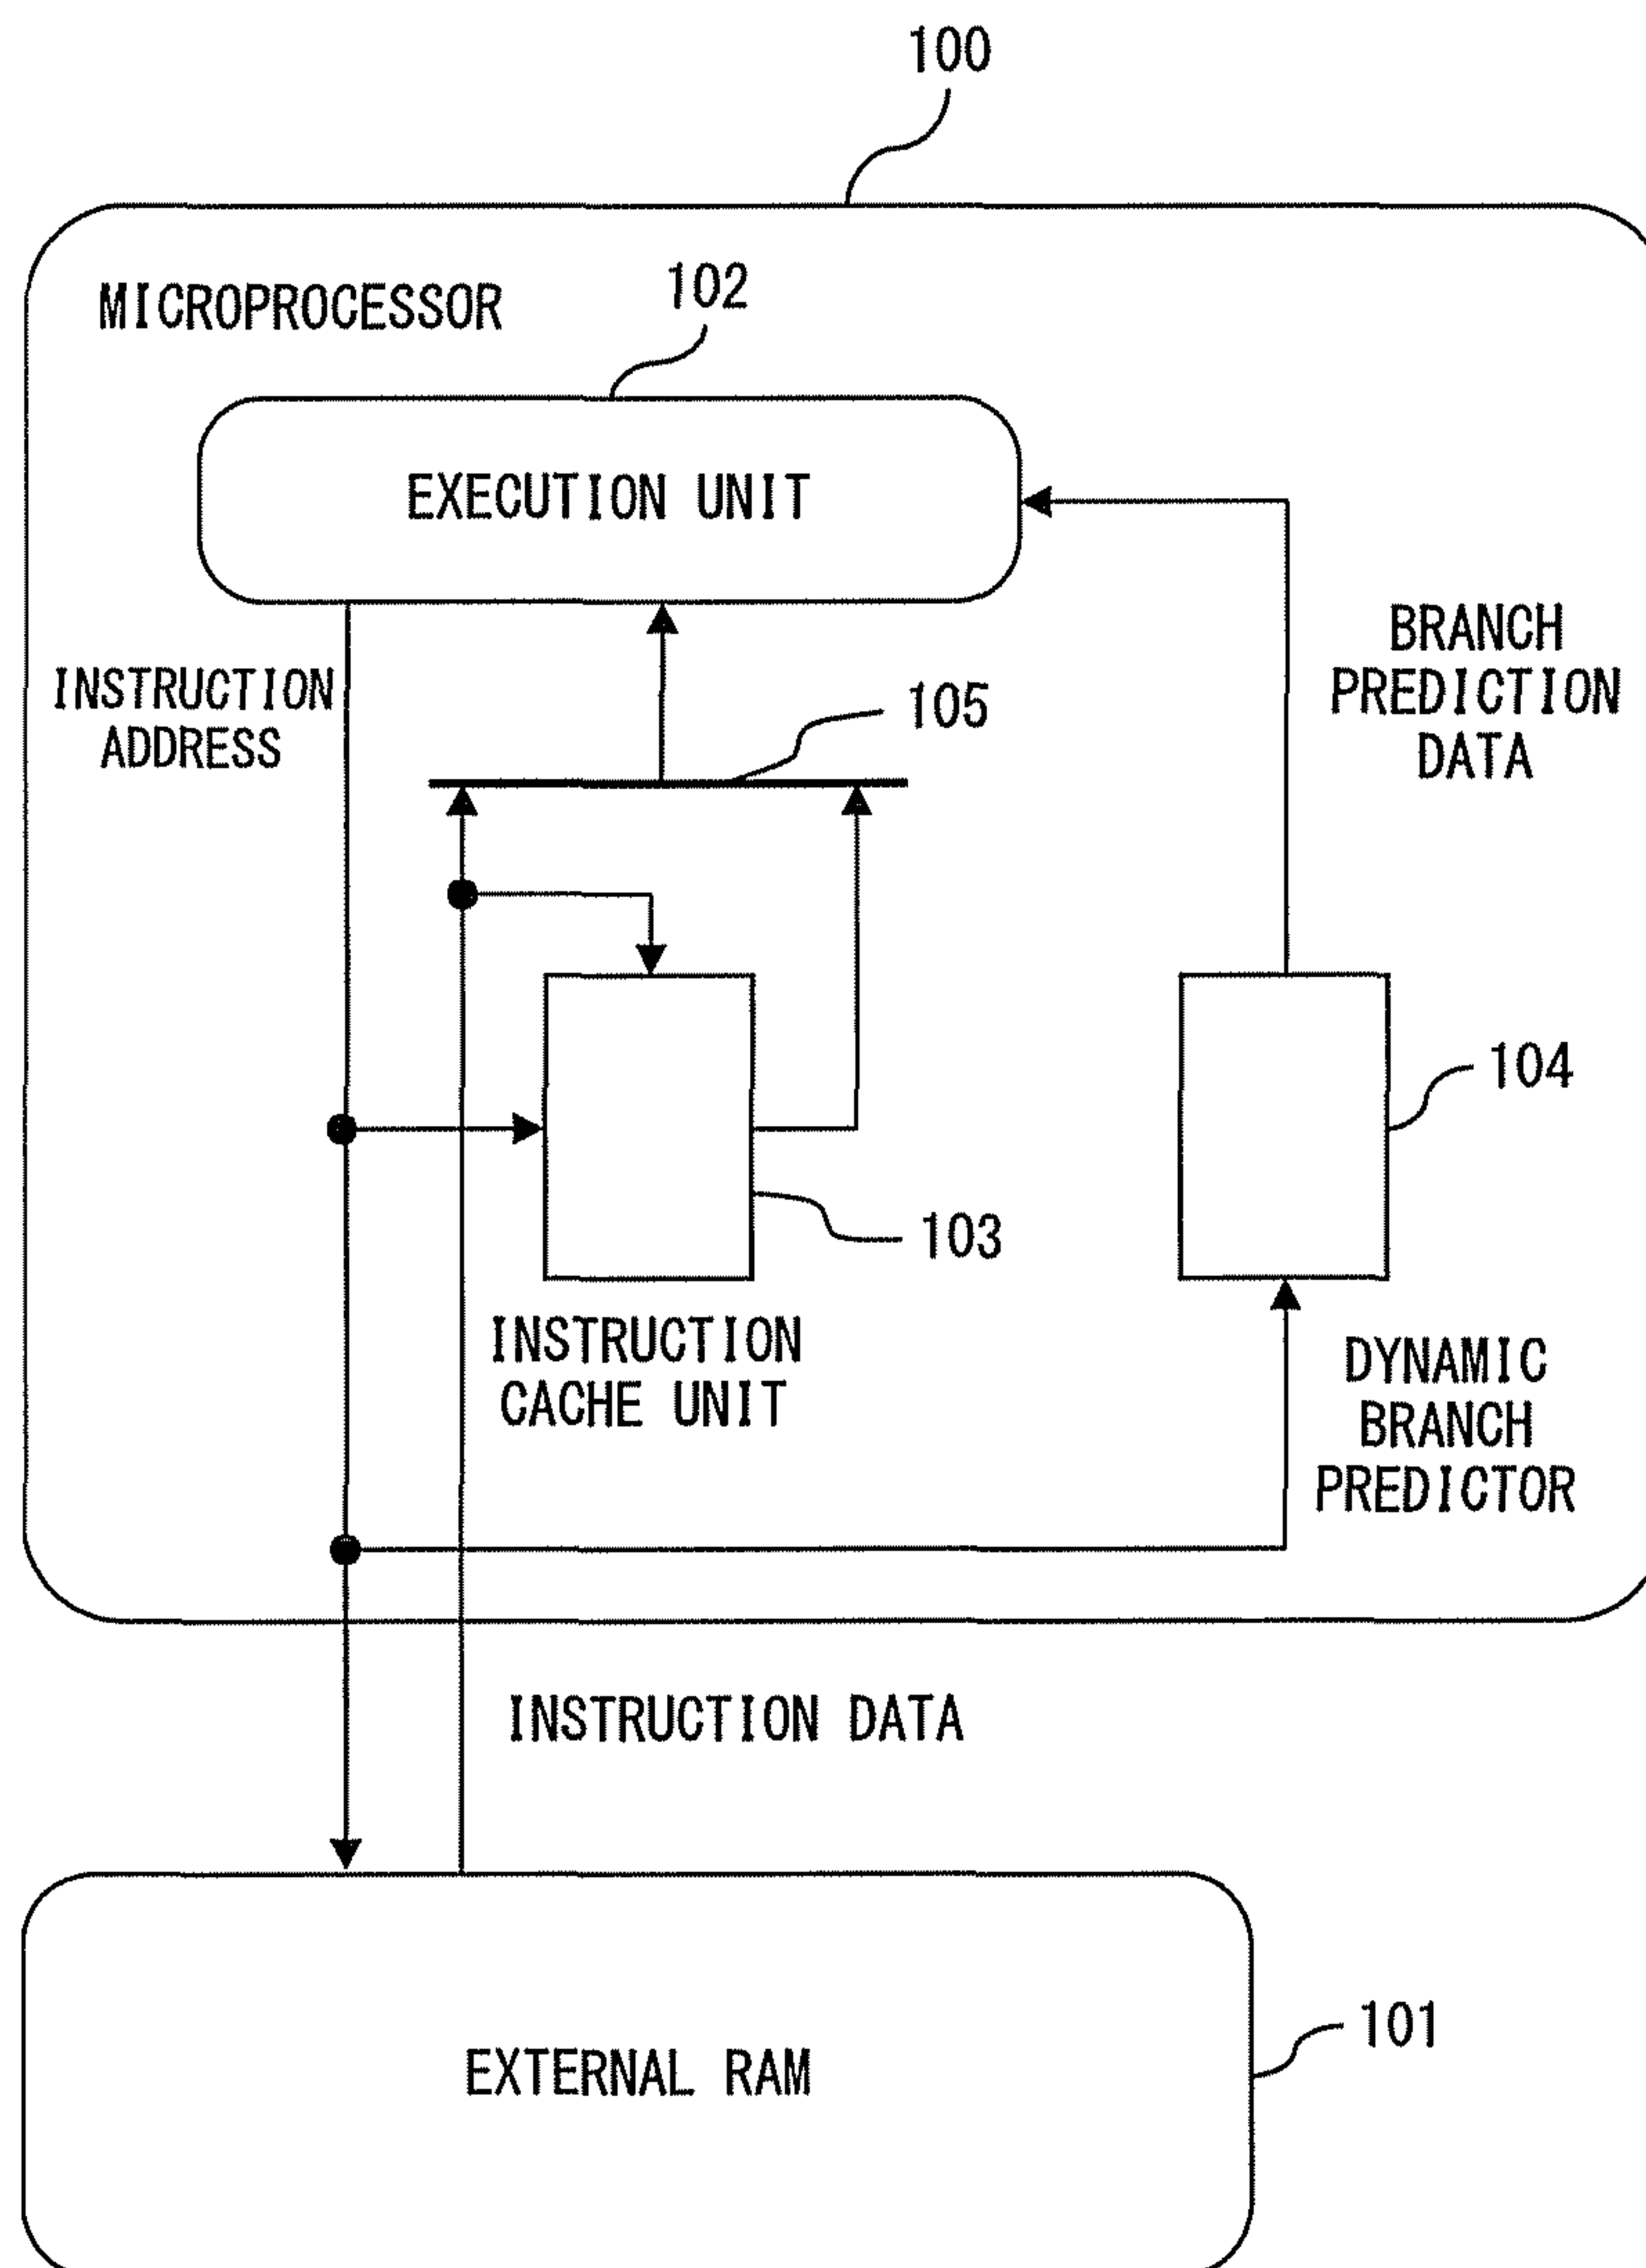 100
MICROPROCESSOR
102
EXECUTION UNIT
INSTRUCTION
ADDRESS
105
BRANCH
PREDICTION
DATA
104
103
INSTRUCTION
CACHE UNIT
DYNAMIC
BRANCH
PREDICTOR
INSTRUCTION DATA
EXTERNAL RAM
101